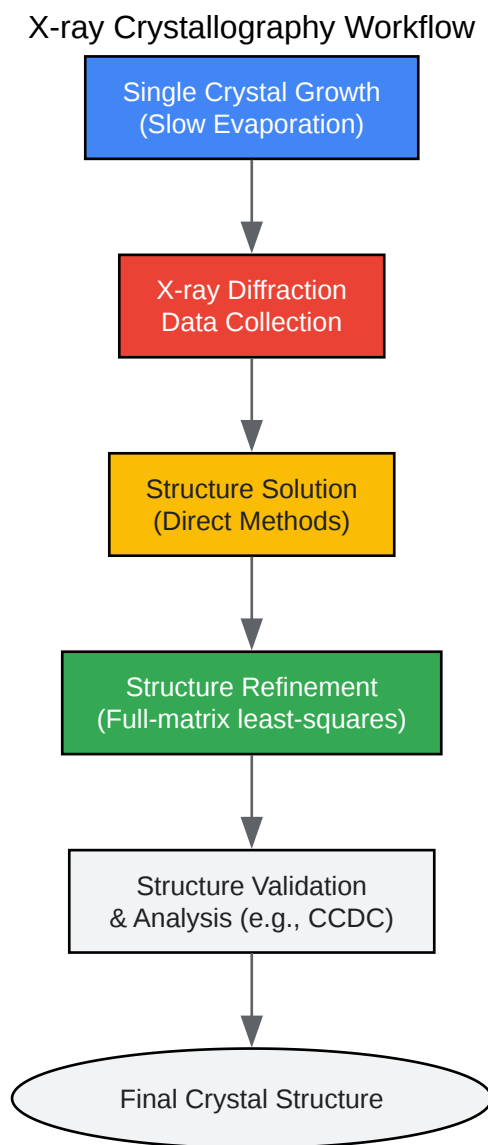 X-ray Crystallography Workflow
Single Crystal Growth
(Slow Evaporation)
X-ray Diffraction
Data Collection
Structure Solution
(Direct Methods)
Structure Refinement
(Full-matrix least-squares)
Structure Validation
& Analysis (e.g., CCDC)
Final Crystal Structure